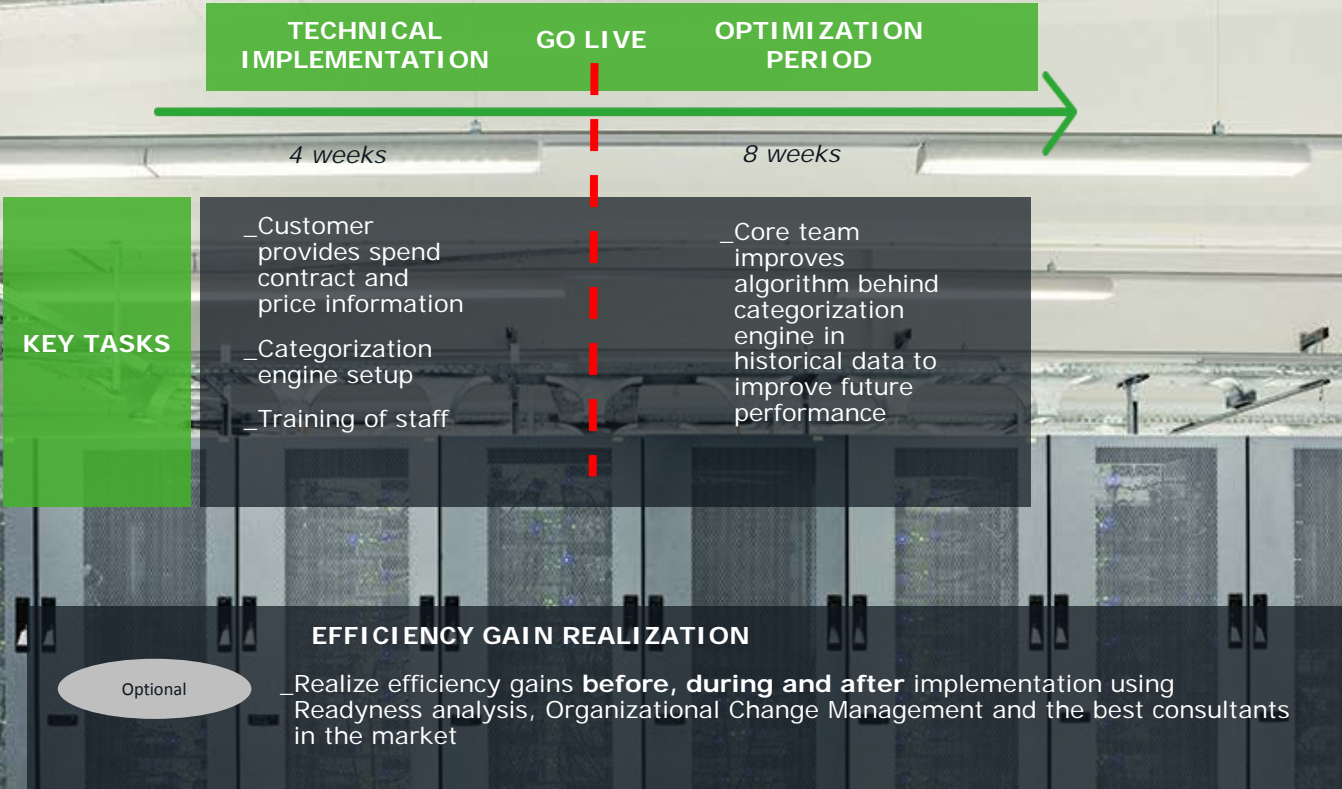 TECHNICAL
IMPLEMENTATION
GO LIVE
OPTIMIZATION
PERIOD
4 weeks
8 weeks
KEY TASKS
_Customer
provides spend
contract and
price information
_Categorization
engine setup
_Training of staff
_Core team
improves
algorithm behind
categorization
engine in
historical data to
improve future
performance
EFFICIENCY GAIN REALIZATION
Optional
_Realize efficiency gains before, during and after implementation using
Readyness analysis, Organizational Change Management and the best consultants
in the market